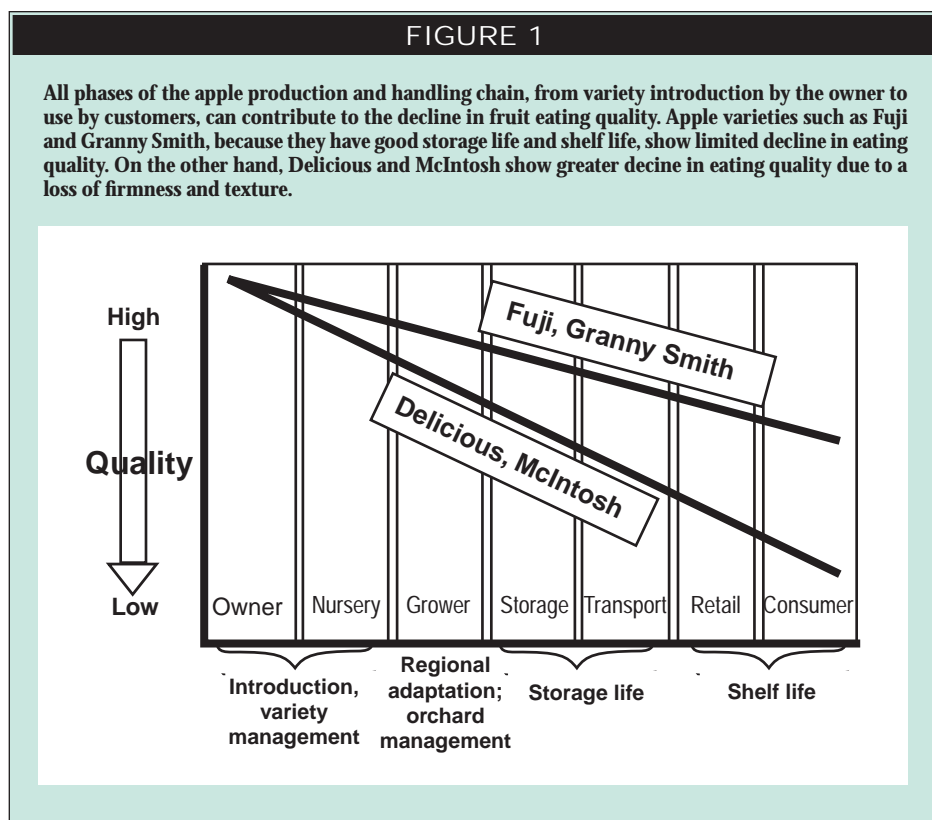 FIGURE 1
All phases of the apple production and handling chain, from variety introduction by the owner to
use by customers, can contribute to the decline in fruit eating quality. Apple varieties such as Fuji
and Granny Smith, because they have good storage life and shelf life, show limited decline in eating
quality. On the other hand, Delicious and McIntosh show greater decine in eating quality due to a
loss of firmness and texture.
High
Quality
Low
Fuji, Granny Smith
Delicious, McIntosh
Owner
Nursery
Grower
Storage
Transport
Retail
Consumer
Introduction,
variety
management
Regional
adaptation;
orchard
management
Storage life
Shelf life